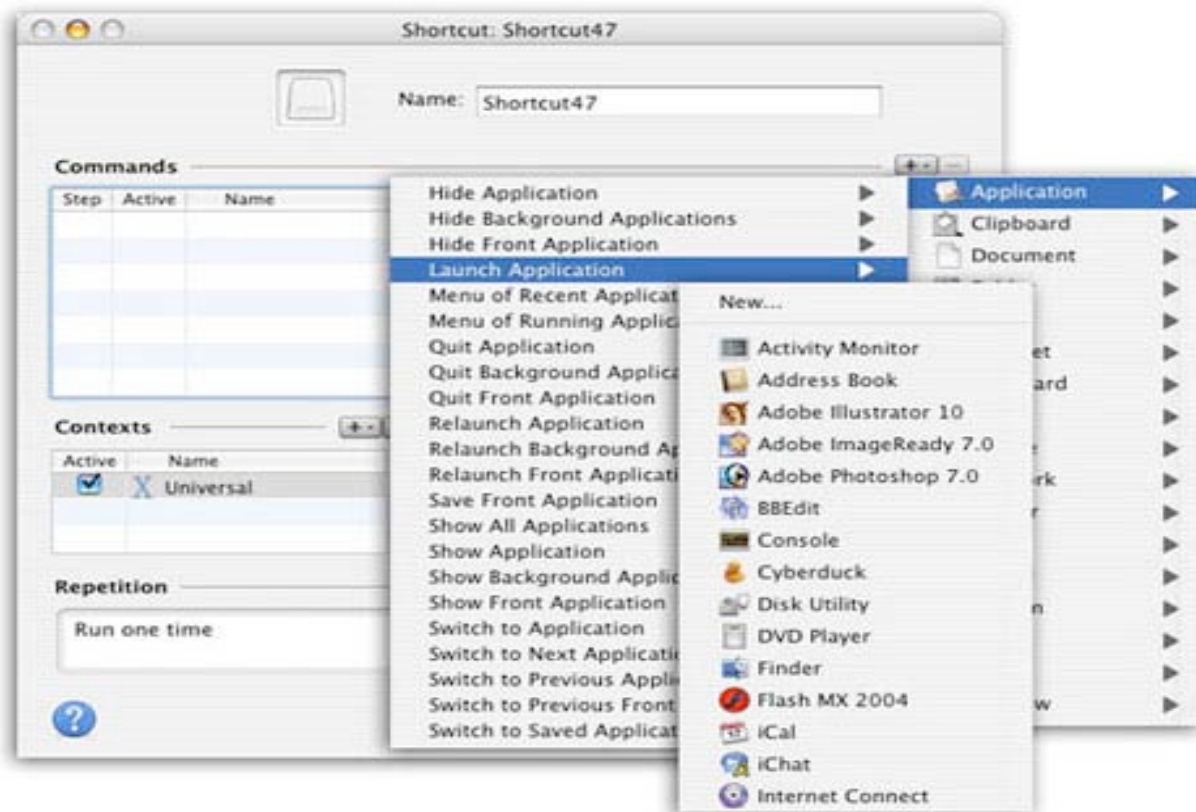 Shortcut: Shortcut47
Name: Shortcut47
Commands
Step Active Name
Contexts
Active Name
Universal
Repetition
Run one time
?
Hide Application
Hide Background Applications
Hide Front Application
Launch Application
Menu of Recent Applicat
Menu of Running Applic
Quit Application
Quit Background Applica
Quit Front Application
Relaunch Application
Relaunch Background Ap
Relaunch Front Applicati
Save Front Application
Show All Applications
Show Application
Show Background Applic
Show Front Application
Switch to Application
Switch to Next Applicati
Switch to Previous Appli
Switch to Previous Front
Switch to Saved Applicat
New...
Activity Monitor
Address Book
Adobe Illustrator 10
Adobe ImageReady 7.0
Adobe Photoshop 7.0
BBEdit
Console
Cyberduck
Disk Utility
DVD Player
Finder
Flash MX 2004
iCal
iChat
Internet Connect
Application
Clipboard
Document
et
ard
rk
r
n
w